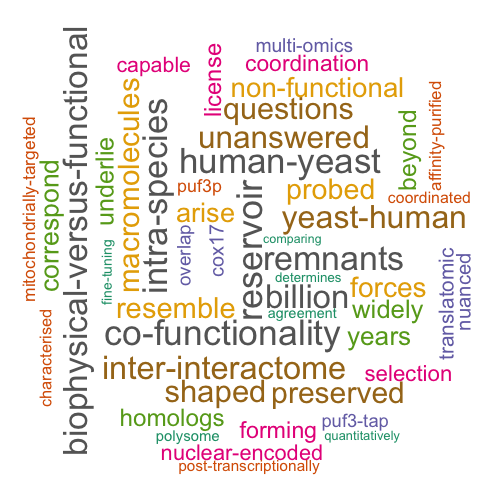 multi-omics
capable
license
coordination
non-functional
questions
unanswered
human-yeast
biophysical-versus-functional
mitochondrially-targeted
correspond
underlie
macromolecules
intra-species
puf3p
arise
reservoir
probed
yeast-human
beyond
affinity-purified
coordinated
fine-tuning
overlap
cox17
comparing
remnants
determines
billion
forces
agreement
translatomic
nuanced
resemble
widely
co-functionality
years
characterised
inter-interactome
selection
shaped
preserved
homologs
forming
puf3-tap
polysome
quantitatively
nuclear-encoded
post-transcriptionally